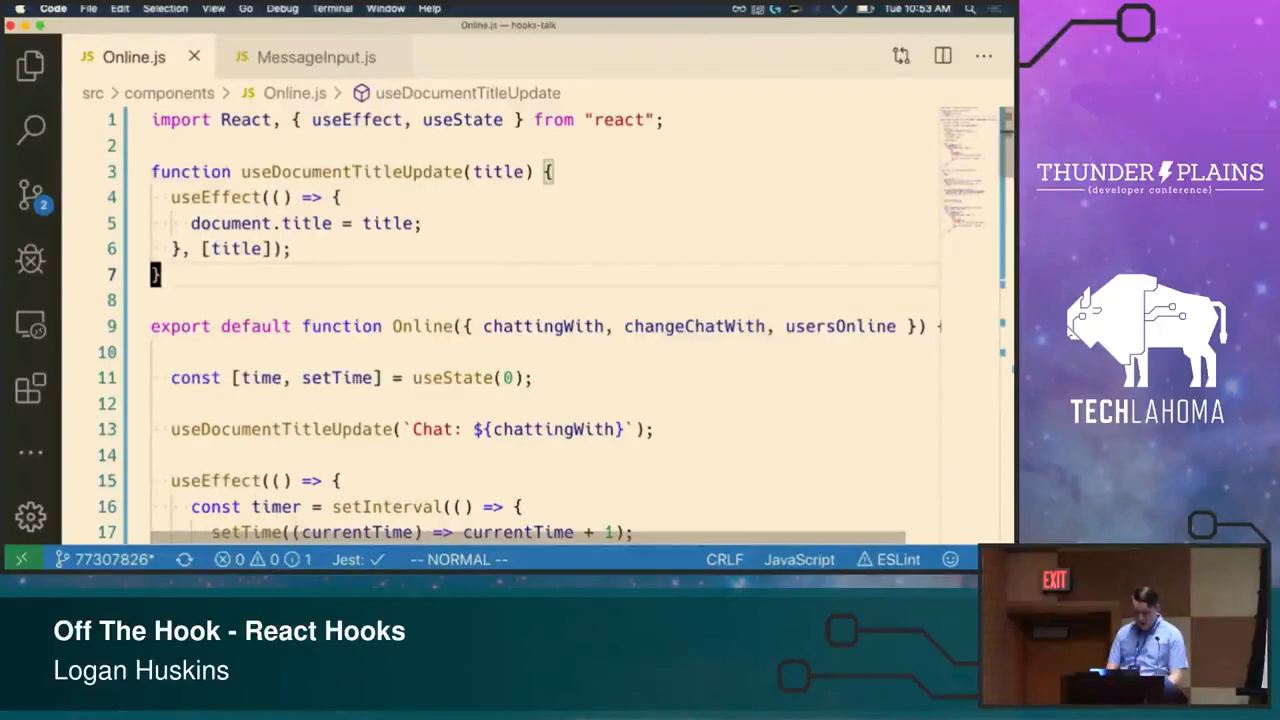 Code File Edit Selection View Go Debug Terminal Window Help
Tue 10:53 AM
Online.js — hooks-talk
JS Online.js
JS MessageInput.js
src > components > JS Online.js > useDocumentTitleUpdate
1 import React, { useEffect, useState } from "react";
2
3 function useDocumentTitleUpdate(title) {
4 useEffect(() => {
5 document.title = title;
6 }, [title]);
7 }
8
9 export default function Online({ chattingWith, changeChatWith, usersOnline }) {
10
11 const [time, setTime] = useState(0);
12
13 useDocumentTitleUpdate(`Chat: ${chattingWith}`);
14
15 useEffect(() => {
16 const timer = setInterval(() => {
17 setTime((currentTime) => currentTime + 1);
2
77307826* 0 0 1 Jest: ✓ -- NORMAL -- CRLF JavaScript ESLint
THUNDER PLAINS
{developer conference}
TECHLAHOMA
EXIT
Off The Hook - React Hooks
Logan Huskins